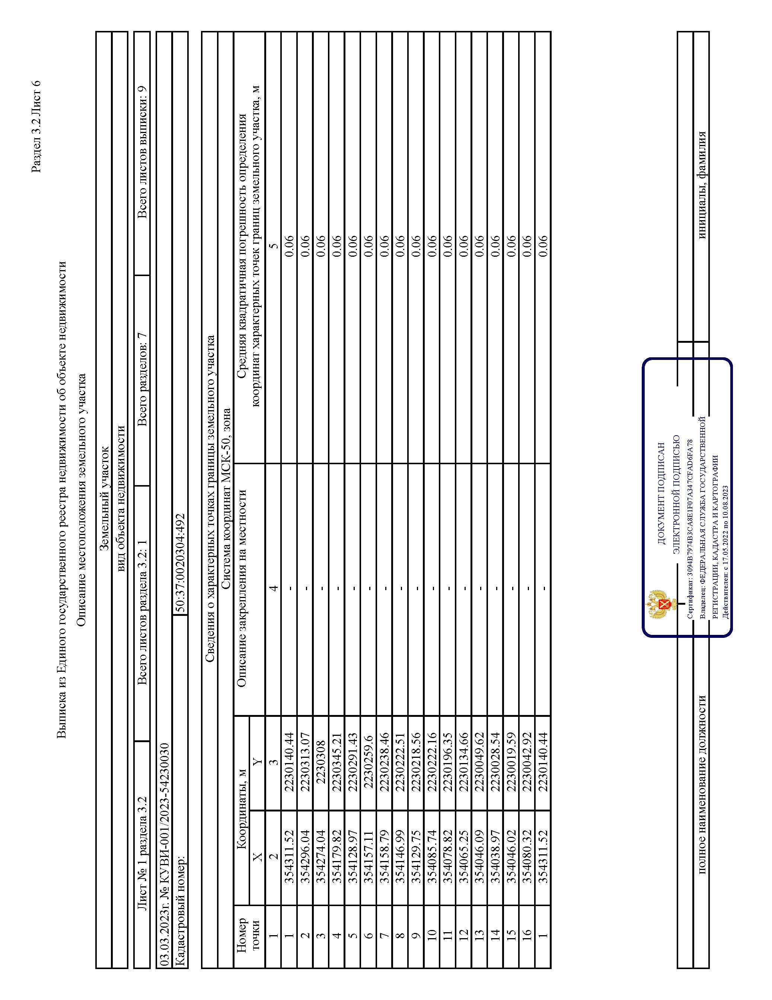 Раздел 3.2 Лист 6
Выписка из Единого государственного реестра недвижимости об объекте недвижимости
Описание местоположения земельного участка
Земельный участок
вид объекта недвижимости
Лист № 1 раздела 3.2 Всего листов раздела 3.2: 1 Всего разделов: 7 Всего листов выписки: 9
03.03.2023г. № КУВИ-001/2023-54230030
Кадастровый номер: 50:37:0020304:492
Сведения о характерных точках границы земельного участка
Система координат МСК-50, зона
Номер точки Координаты, м Описание закрепления на местности Средняя квадратичная погрешность определения
координат характерных точек границ земельного участка, м
X Y
1 2 3 4 5
1 354311.52 2230140.44 - 0.06
2 354296.04 2230313.07 - 0.06
3 354274.04 2230308 - 0.06
4 354179.82 2230345.21 - 0.06
5 354128.97 2230291.43 - 0.06
6 354157.11 2230259.6 - 0.06
7 354158.79 2230238.46 - 0.06
8 354146.99 2230222.51 - 0.06
9 354129.75 2230218.56 - 0.06
10 354085.74 2230222.16 - 0.06
11 354078.82 2230196.35 - 0.06
12 354065.25 2230134.66 - 0.06
13 354046.09 2230049.62 - 0.06
14 354038.97 2230028.54 - 0.06
15 354046.02 2230019.59 - 0.06
16 354080.32 2230042.92 - 0.06
1 354311.52 2230140.44 - 0.06
ДОКУМЕНТ ПОДПИСАН
ЭЛЕКТРОННОЙ ПОДПИСЬЮ
Сертификат: 3094B7974B3CA8E1F07A347CFAD6FA78
Владелец: ФЕДЕРАЛЬНАЯ СЛУЖБА ГОСУДАРСТВЕННОЙ
РЕГИСТРАЦИИ, КАДАСТРА И КАРТОГРАФИИ
Действителен: с 17.05.2022 по 10.08.2023
полное наименование должности инициалы, фамилия